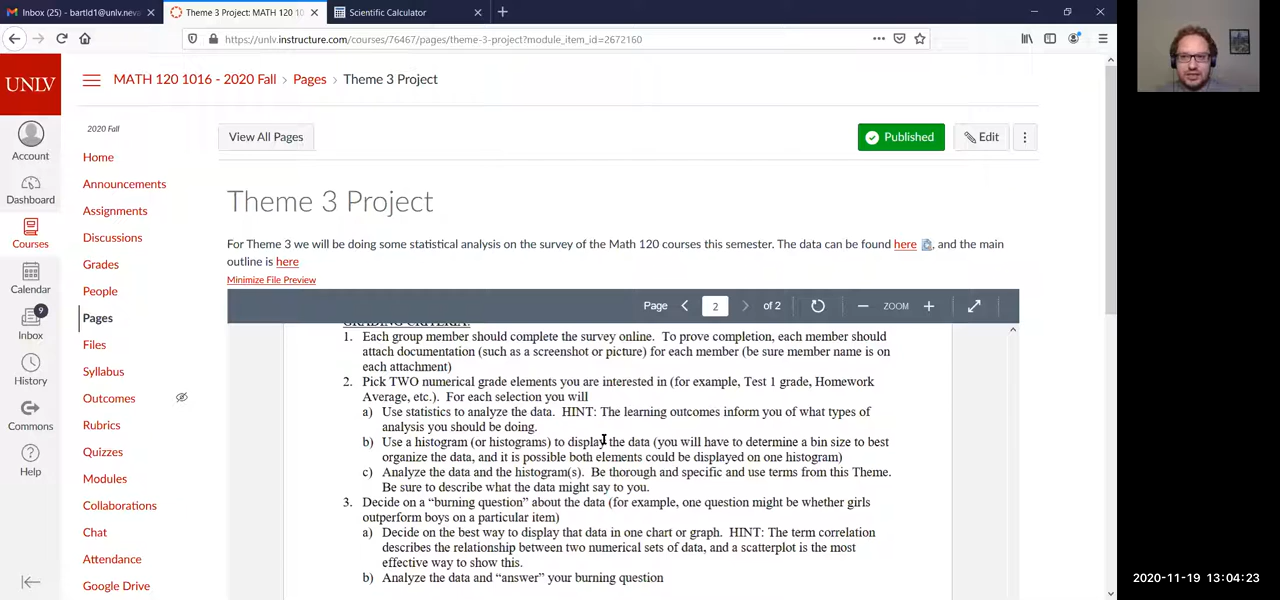 Inbox (25) - bartld1@unlv.nev
Theme 3 Project: MATH 120 10
Scientific Calculator
https://unlv.instructure.com/courses/76467/pages/theme-3-project?module_item_id=2672160
UNLV
MATH 120 1016 - 2020 Fall > Pages > Theme 3 Project
2020 Fall
View All Pages
Published
Edit
Account
Dashboard
Courses
Calendar
9
Inbox
History
Commons
Help
Home
Announcements
Assignments
Discussions
Grades
People
Pages
Files
Syllabus
Outcomes
Rubrics
Quizzes
Modules
Collaborations
Chat
Attendance
Google Drive
Theme 3 Project
For Theme 3 we will be doing some statistical analysis on the survey of the Math 120 courses this semester. The data can be found here , and the main
outline is here
Minimize File Preview
Page 2 of 2 ZOOM
GRADING CRITERIA:
1. Each group member should complete the survey online. To prove completion, each member should
attach documentation (such as a screenshot or picture) for each member (be sure member name is on
each attachment)
2. Pick TWO numerical grade elements you are interested in (for example, Test 1 grade, Homework
Average, etc.). For each selection you will
a) Use statistics to analyze the data. HINT: The learning outcomes inform you of what types of
analysis you should be doing.
b) Use a histogram (or histograms) to display the data (you will have to determine a bin size to best
organize the data, and it is possible both elements could be displayed on one histogram)
c) Analyze the data and the histogram(s). Be thorough and specific and use terms from this Theme.
Be sure to describe what the data might say to you.
3. Decide on a “burning question” about the data (for example, one question might be whether girls
outperform boys on a particular item)
a) Decide on the best way to display that data in one chart or graph. HINT: The term correlation
describes the relationship between two numerical sets of data, and a scatterplot is the most
effective way to show this.
b) Analyze the data and “answer” your burning question
2020-11-19 13:04:23